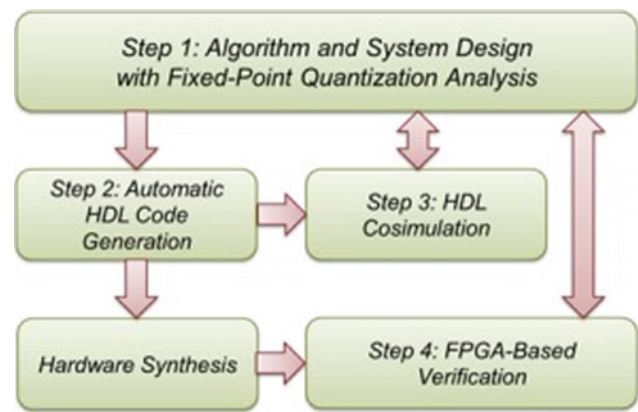 Step 1: Algorithm and System Design
with Fixed-Point Quantization Analysis
Step 2: Automatic
HDL Code
Generation
Step 3: HDL
Cosimulation
Hardware Synthesis
Step 4: FPGA-Based
Verification